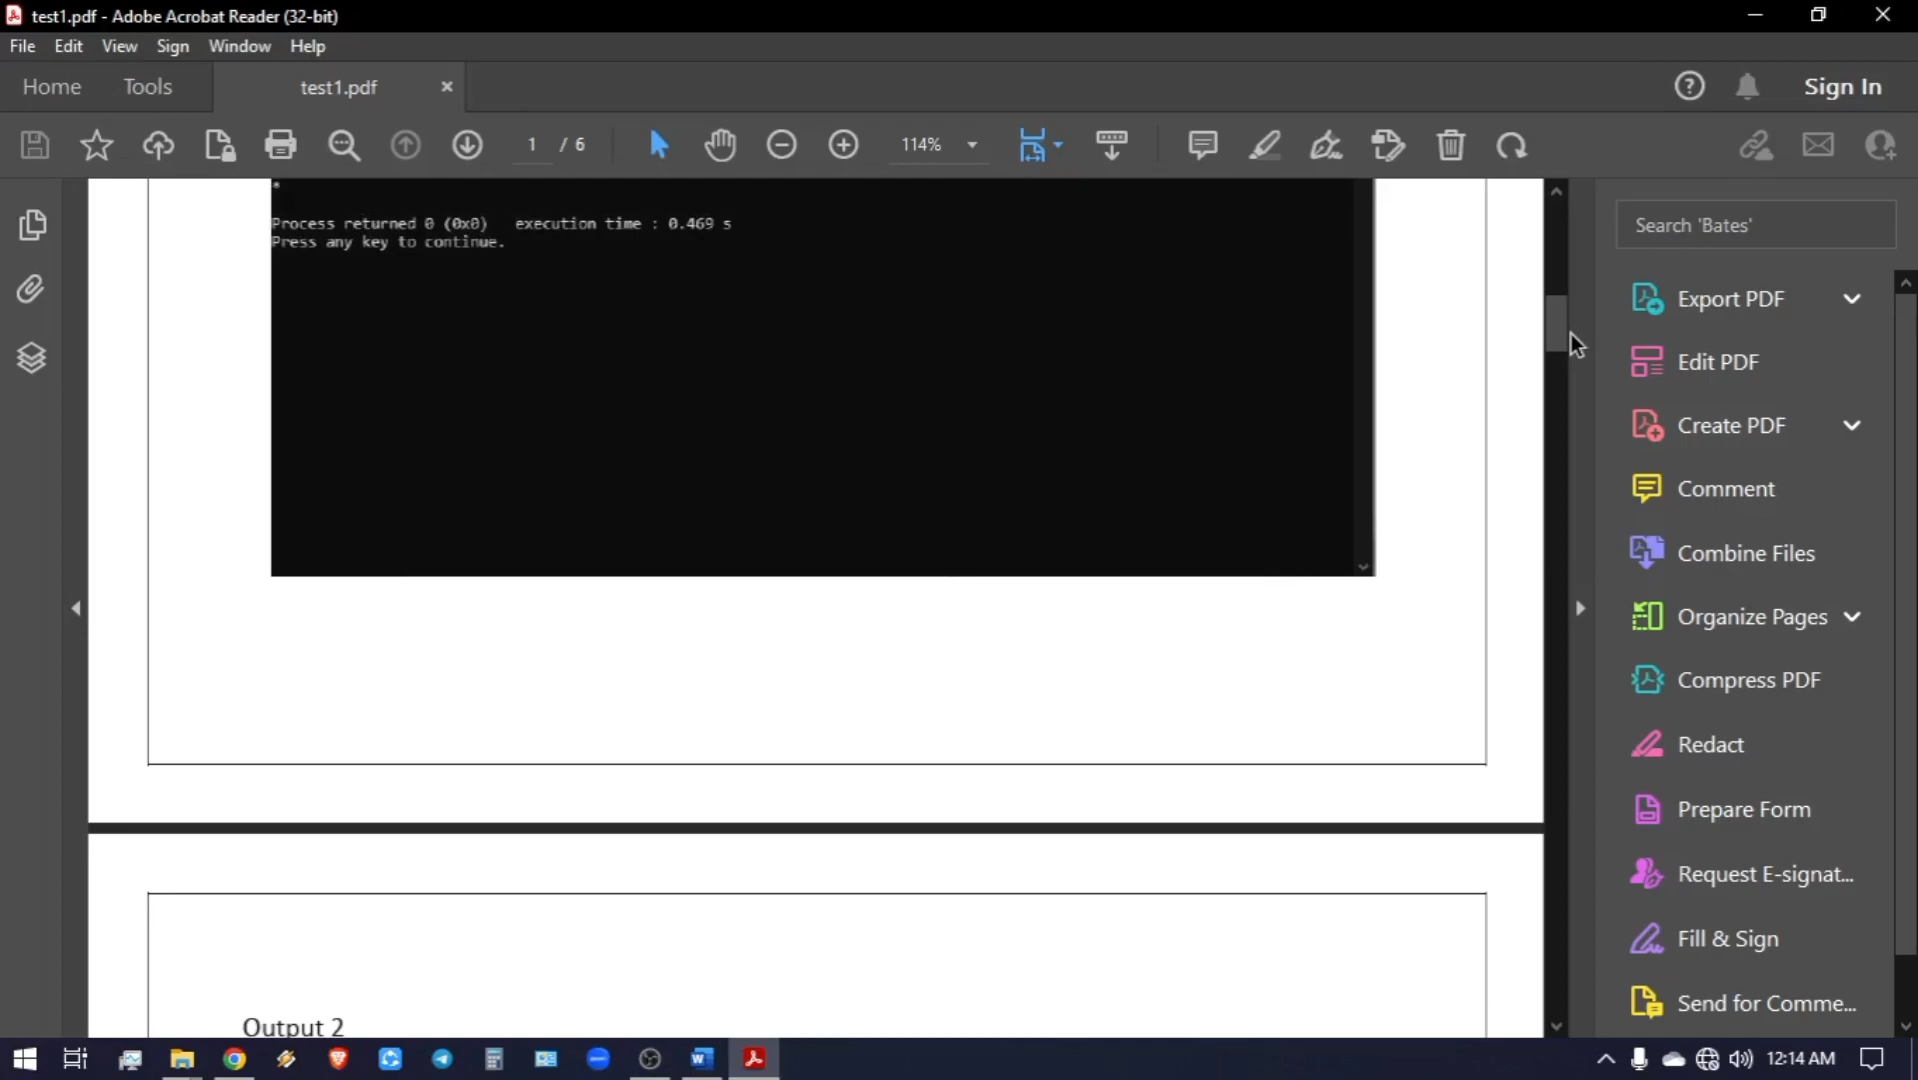 test1.pdf - Adobe Acrobat Reader (32-bit)
File Edit View Sign Window Help
Home Tools test1.pdf × Sign In
1 / 6 114%
*
Process returned 0 (0x0) execution time : 0.469 s
Press any key to continue.
Output 2
Search 'Bates'
Export PDF
Edit PDF
Create PDF
Comment
Combine Files
Organize Pages
Compress PDF
Redact
Prepare Form
Request E-signat...
Fill & Sign
Send for Comme...
12:14 AM